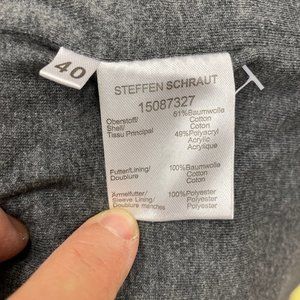 40
STEFFEN SCHRAUT
15087327
Oberstoff/ 51%Baumwolle
Shell/ Cotton
Tissu Principal Coton
49%Polyacryl
Acrylic
Acrylique
Futter/Lining/ 100%Baumwolle
Doublure Cotton
Coton
Ärmelfutter/ 100%Polyester
Sleeve Lining/ Polyester
Doublure manches Polyester